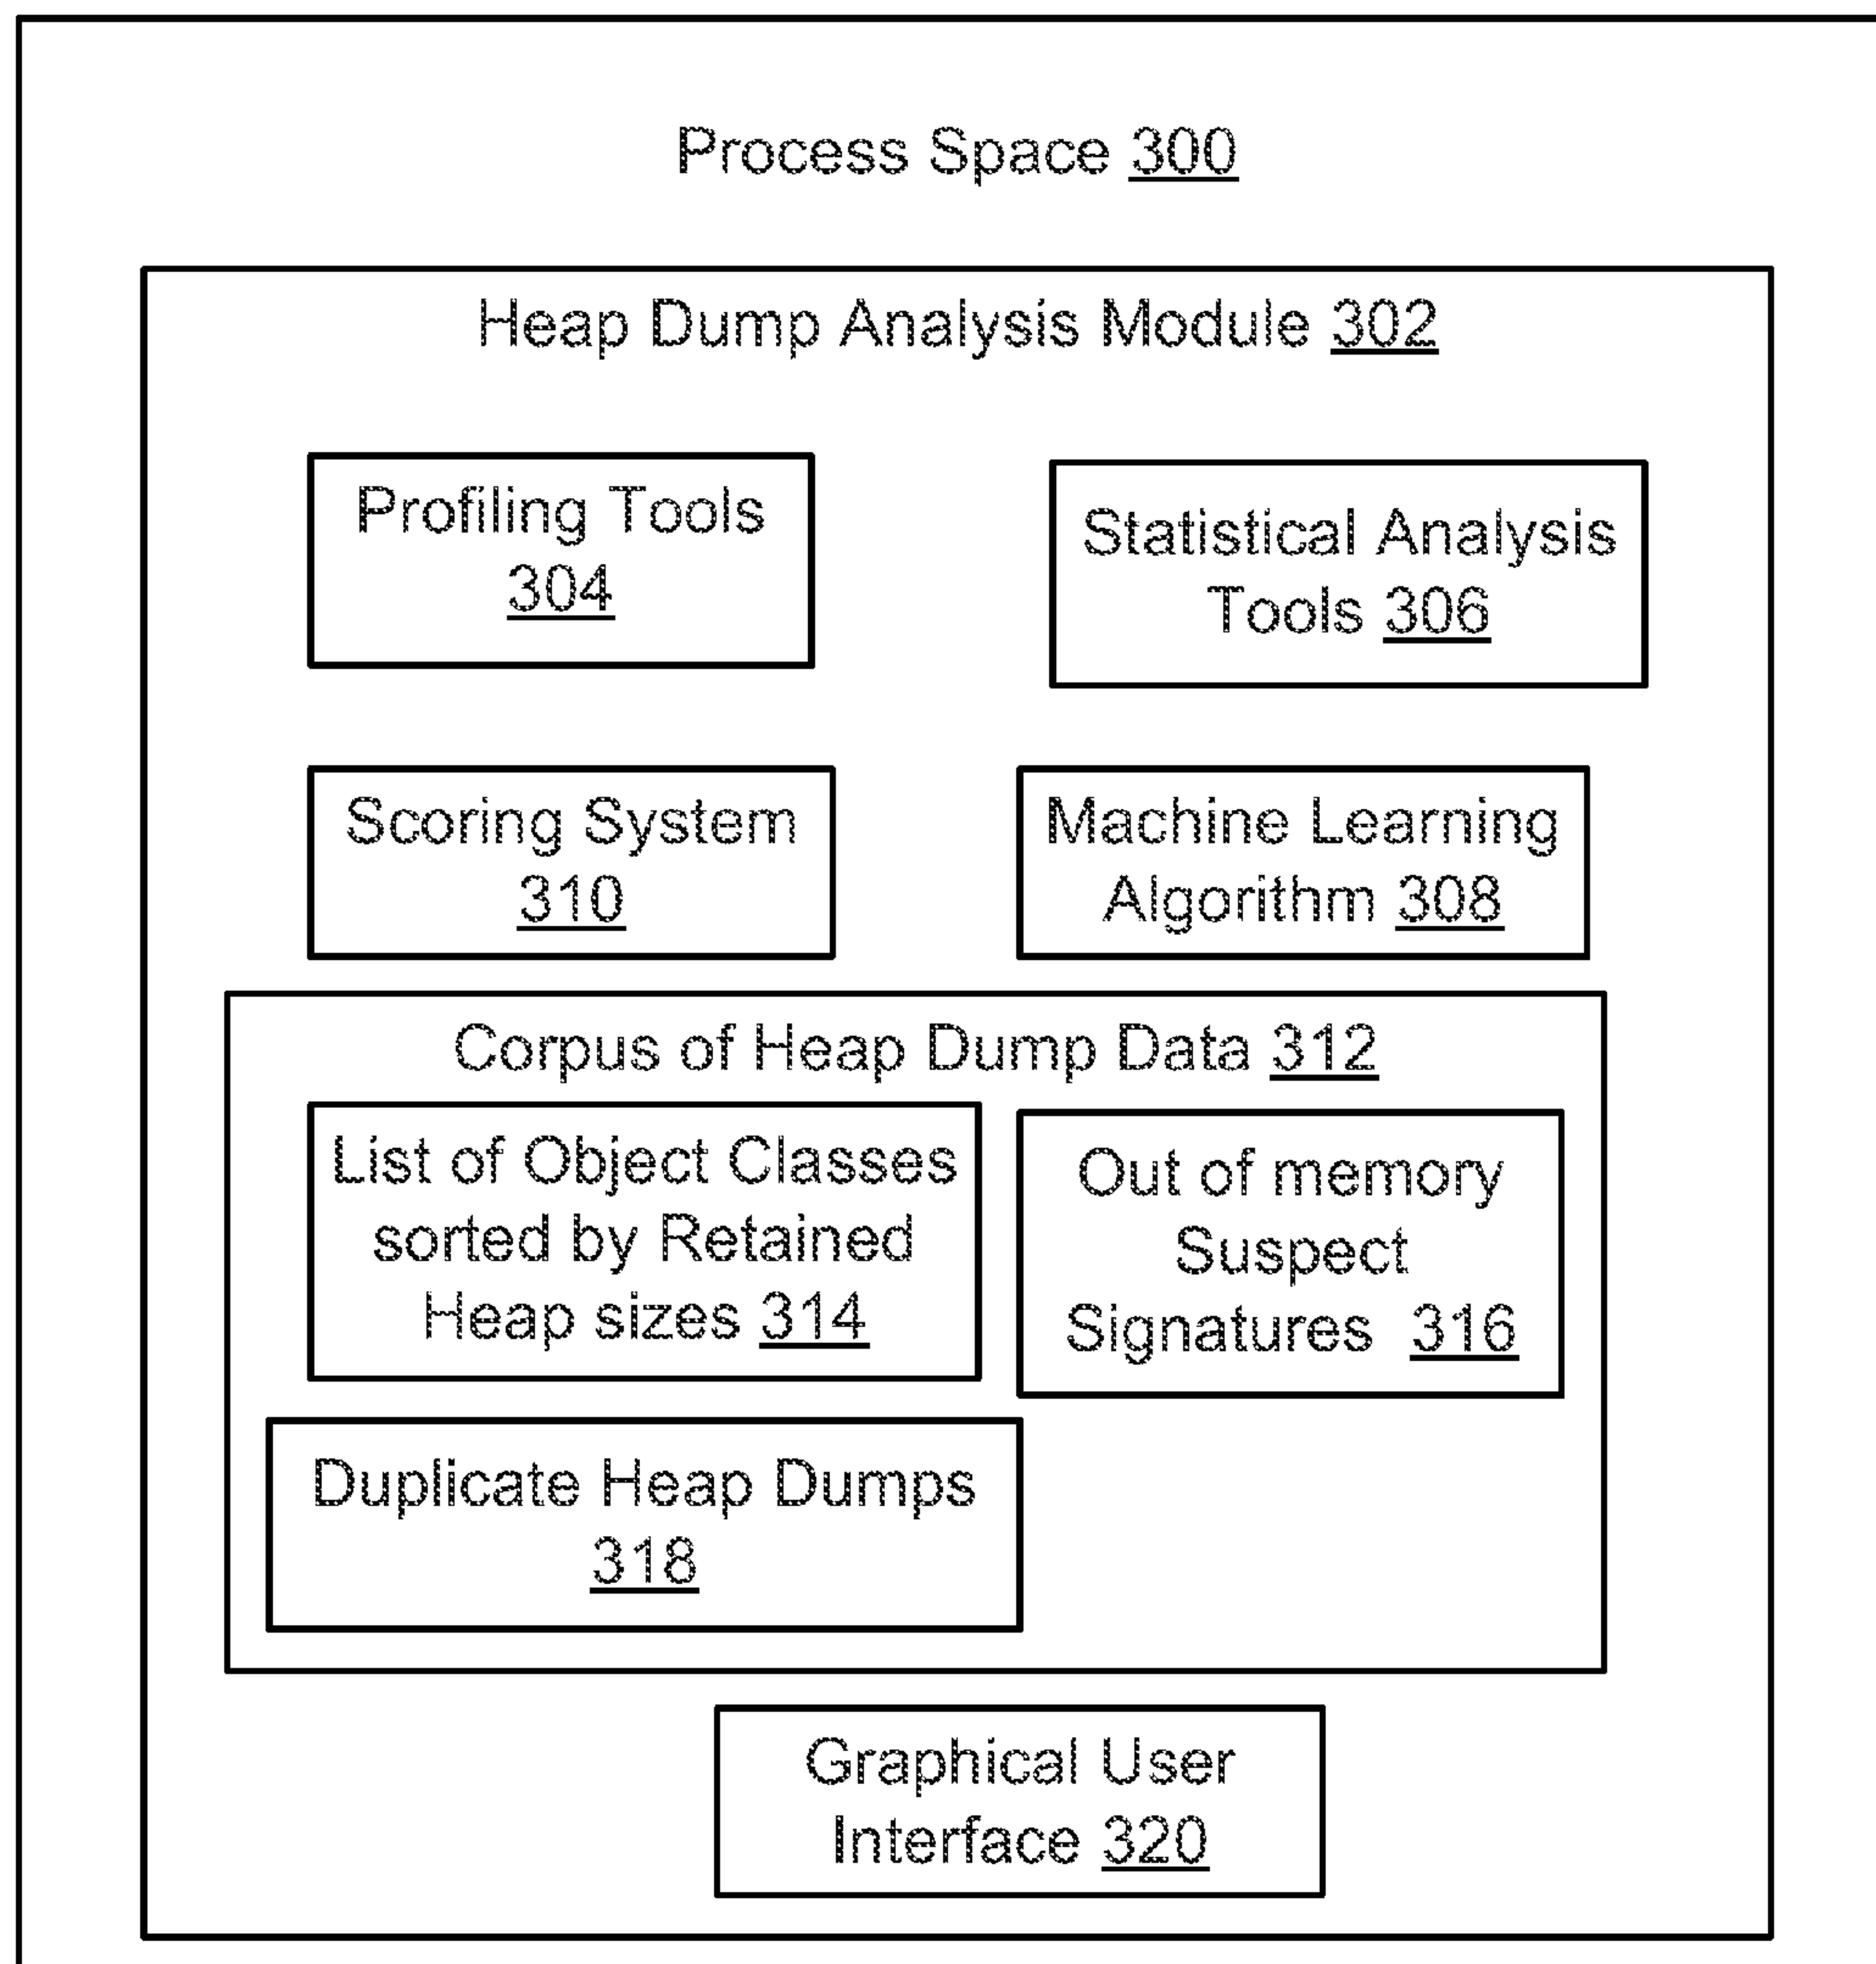 Process Space 300
Heap Dump Analysis Module 302
Profiling Tools
304
Statistical Analysis
Tools 306
Scoring System
310
Machine Learning
Algorithm 308
Corpus of Heap Dump Data 312
List of Object Classes
sorted by Retained
Heap sizes 314
Out of memory
Suspect
Signatures 316
Duplicate Heap Dumps
318
Graphical User
Interface 320